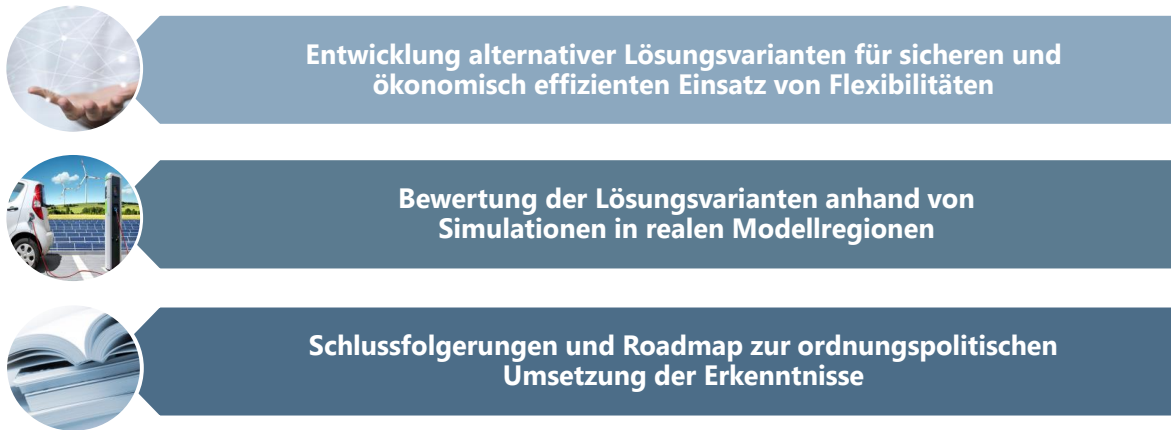 Entwicklung alternativer Lösungsvarianten für sicheren und
ökonomisch effizienten Einsatz von Flexibilitäten
Bewertung der Lösungsvarianten anhand von
Simulationen in realen Modellregionen
Schlussfolgerungen und Roadmap zur ordnungspolitischen
Umsetzung der Erkenntnisse